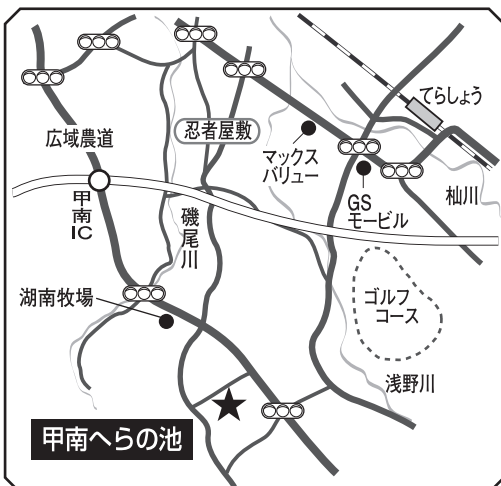 てらしょう
広域農道
忍者屋敷
マックス
バリュー
GS
モービル
杣川
甲南
IC
磯尾川
湖南牧場
ゴルフ
コース
浅野川
甲南へらの池